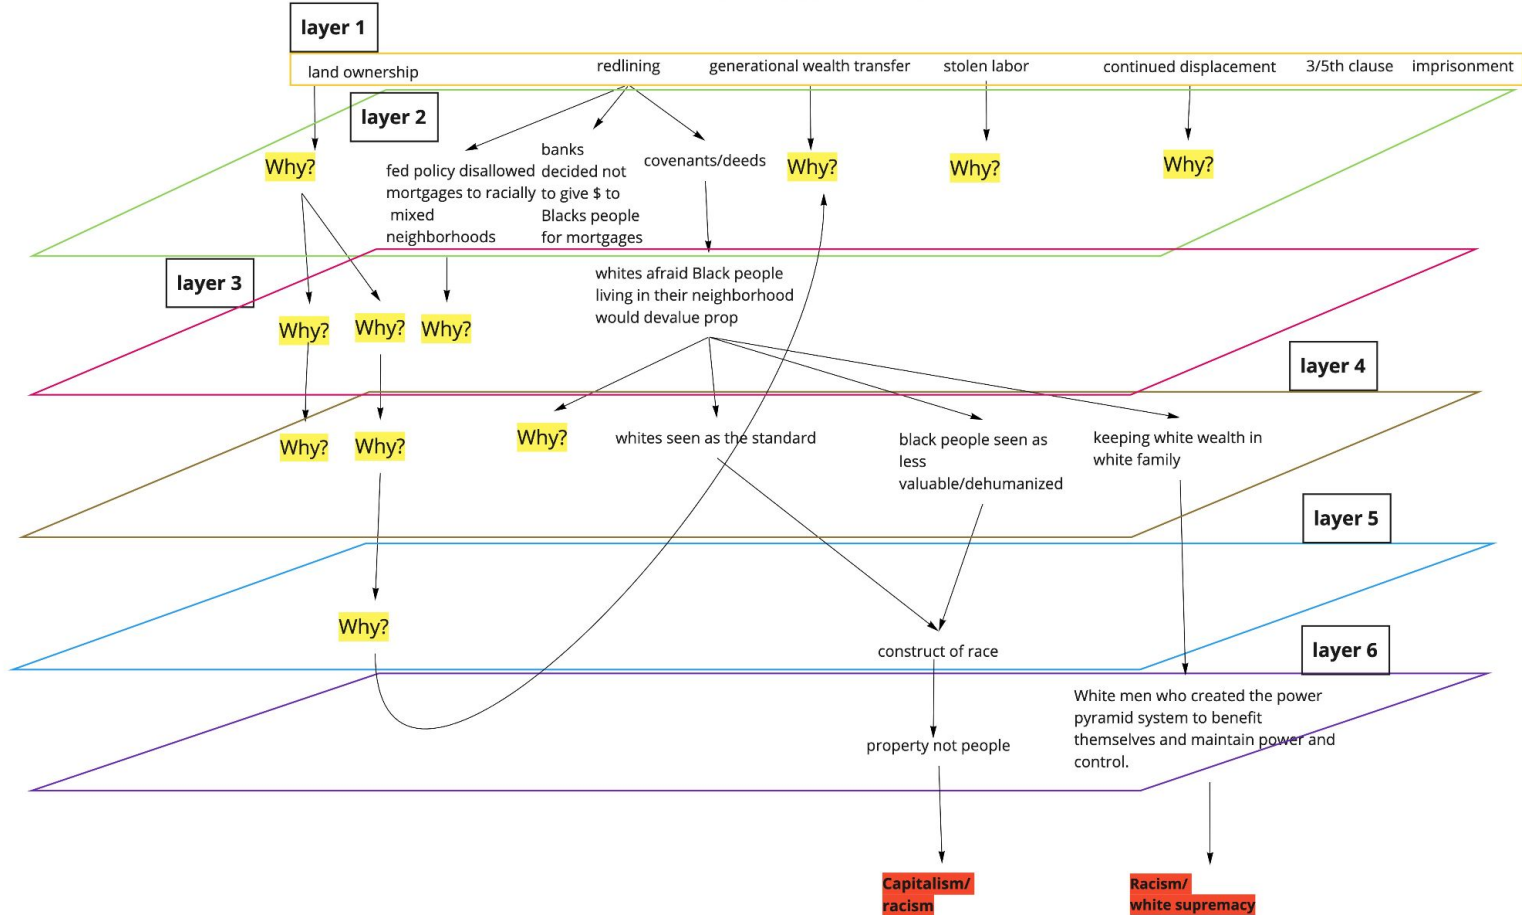 layer 1
land ownership
redlining
generational wealth transfer
stolen labor
continued displacement
3/5th clause
imprisonment
layer 2
Why?
fed policy disallowed
mortgages to racially
mixed
neighborhoods
banks
decided not
to give $ to
Blacks people
for mortgages
covenants/deeds
Why?
Why?
Why?
layer 3
Why?
Why?
Why?
whites afraid Black people
living in their neighborhood
would devalue prop
layer 4
Why?
Why?
Why?
whites seen as the standard
black people seen as
less
valuable/dehumanized
keeping white wealth in
white family
layer 5
Why?
construct of race
layer 6
property not people
White men who created the power
pyramid system to benefit
themselves and maintain power and
control.
Capitalism/
racism
Racism/
white supremacy